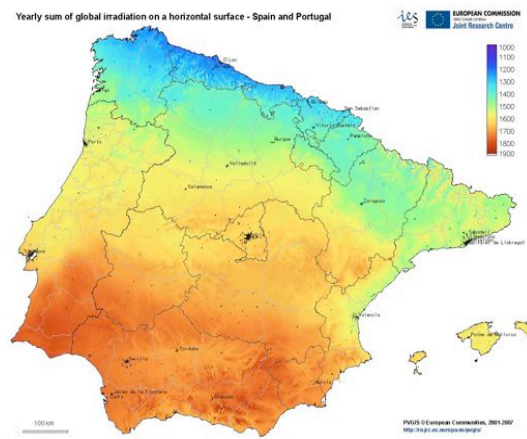 Yearly sum of global irradiation on a horizontal surface - Spain and Portugal
ies
EUROPEAN COMMISSION
Joint Research Centre
1000
1100
1200
1300
1400
1500
1600
1700
1800
1900
Gijon
San Sebastian
Vitoria-Gasteiz
Pamplona
Burgos
Porto
Valladolid
Salamanca
Zaragoza
Sabadell
Valencia
Palma de Mallorca
Cordoba
Sevilla
Murcia
Jerez de la Frontera
Granada
100 km
PVGIS © European Communities, 2001-2007
http://re.jrc.ec.europa.eu/pvgis/